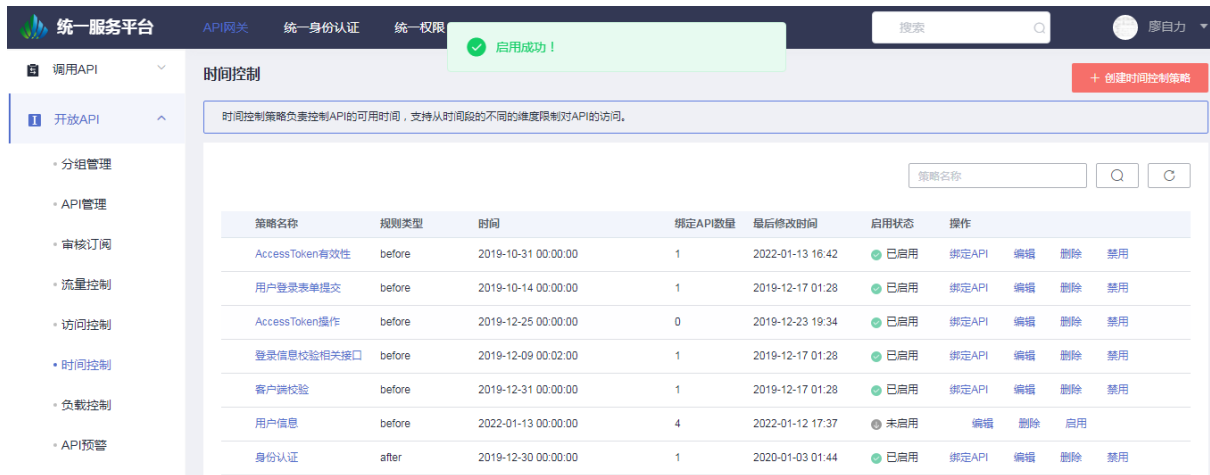 统一服务平台 API网关 统一身份认证 统一权限 启用成功！ 搜索 廖自力
调用API
时间控制
+ 创建时间控制策略
开放API
时间控制策略负责控制API的可用时间，支持从时间段的不同的维度限制对API的访问。
分组管理
API管理
审核订阅
流量控制
访问控制
时间控制
负载控制
API预警
策略名称
策略名称 规则类型 时间 绑定API数量 最后修改时间 启用状态 操作
AccessToken有效性 before 2019-10-31 00:00:00 1 2022-01-13 16:42 已启用 绑定API 编辑 删除 禁用
用户登录表单提交 before 2019-10-14 00:00:00 1 2019-12-17 01:28 已启用 绑定API 编辑 删除 禁用
AccessToken操作 before 2019-12-25 00:00:00 0 2019-12-23 19:34 已启用 绑定API 编辑 删除 禁用
登录信息校验相关接口 before 2019-12-09 00:02:00 1 2019-12-17 01:28 已启用 绑定API 编辑 删除 禁用
客户端校验 before 2019-12-31 00:00:00 1 2019-12-17 01:28 已启用 绑定API 编辑 删除 禁用
用户信息 before 2022-01-13 00:00:00 4 2022-01-12 17:37 未启用 编辑 删除 启用
身份认证 after 2019-12-30 00:00:00 1 2020-01-03 01:44 已启用 绑定API 编辑 删除 禁用